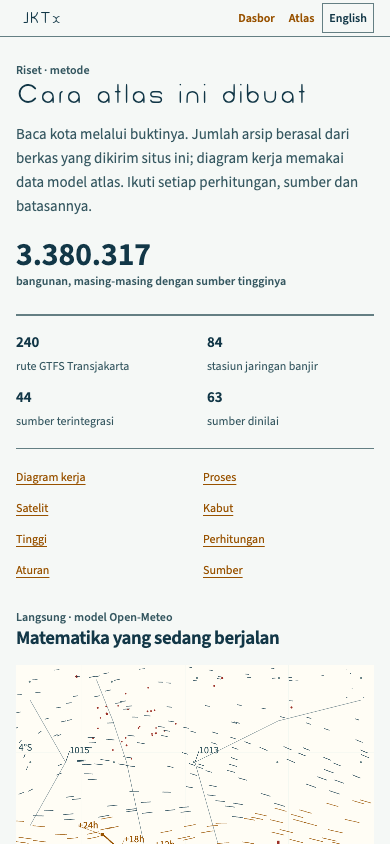 JKTx
Dasbor Atlas English
Riset · metode
Cara atlas ini dibuat
Baca kota melalui buktinya. Jumlah arsip berasal dari
berkas yang dikirim situs ini; diagram kerja memakai
data model atlas. Ikuti setiap perhitungan, sumber dan
batasannya.
3.380.317
bangunan, masing-masing dengan sumber tingginya
240
rute GTFS Transjakarta
84
stasiun jaringan banjir
44
sumber terintegrasi
63
sumber dinilai
Diagram kerja
Proses
Satelit
Kabut
Tinggi
Perhitungan
Aturan
Sumber
Langsung · model Open-Meteo
Matematika yang sedang berjalan
4°S
1015
1013
+24h
+18h